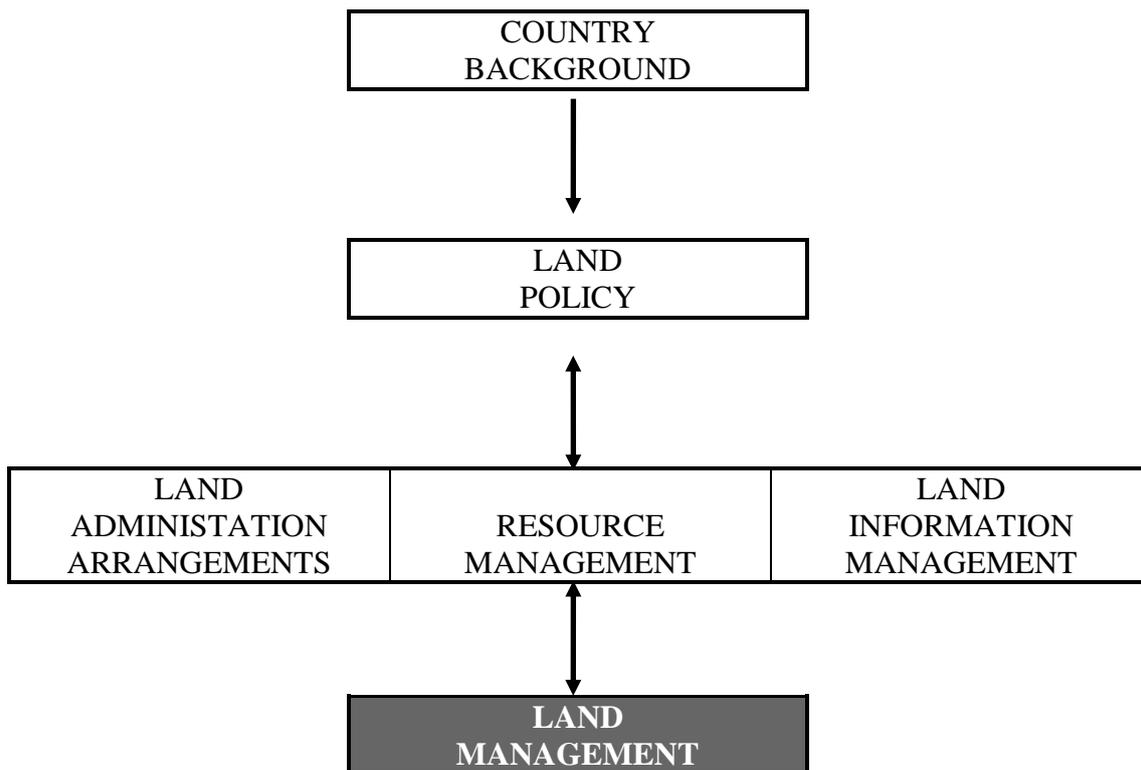 COUNTRY
BACKGROUND
LAND
POLICY
LAND
ADMINISTATION
ARRANGEMENTS
RESOURCE
MANAGEMENT
LAND
INFORMATION
MANAGEMENT
LAND
MANAGEMENT